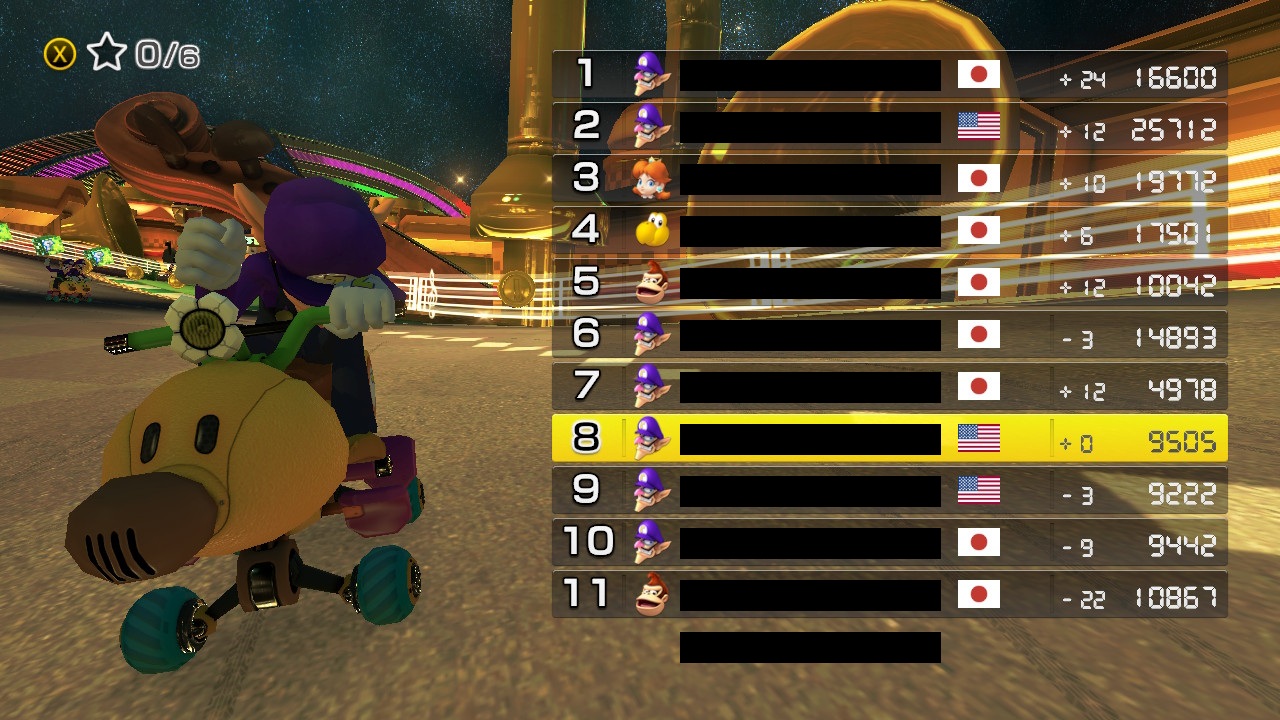 X 0/6
1 + 24 16600
2 + 12 25712
3 + 10 19772
4 + 6 17501
5 + 12 10042
6 - 3 14893
7 + 12 4978
8 + 0 9505
9 - 3 9222
10 - 9 9442
11 - 22 10867